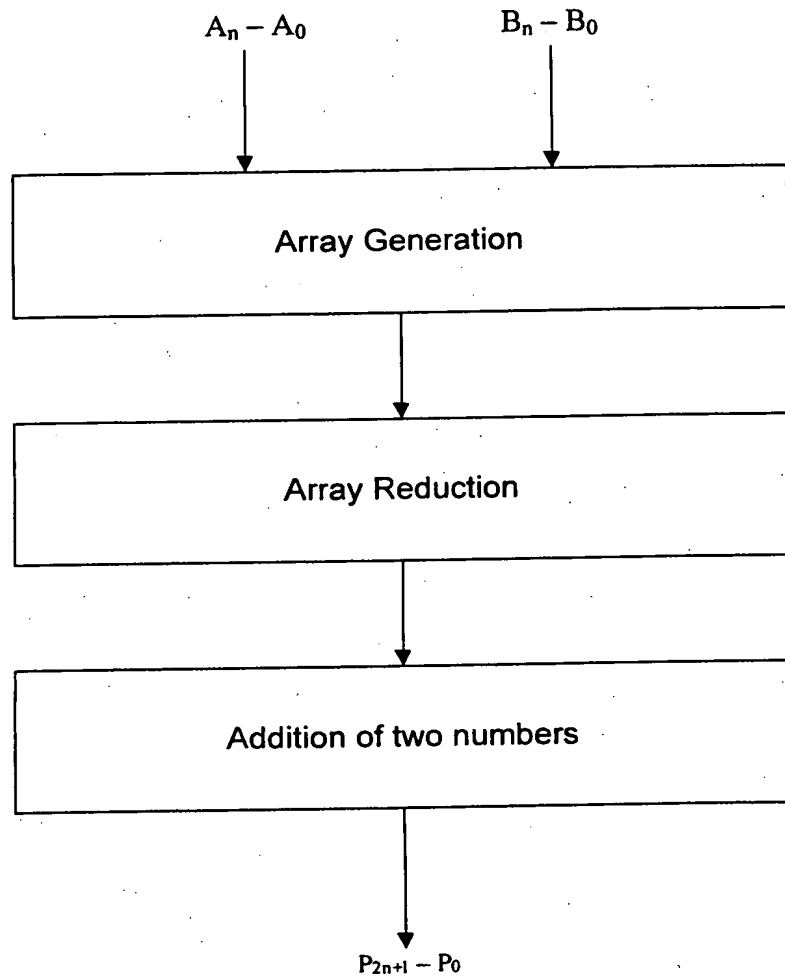 Aₙ – A₀ Bₙ – B₀
Array Generation
Array Reduction
Addition of two numbers
P₂ₙ₊₁ – P₀